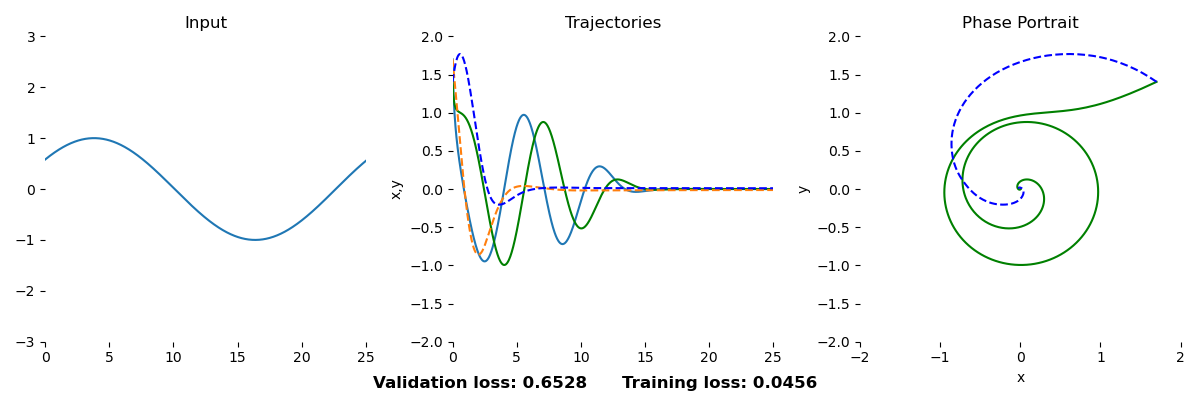 Input
3
2
1
0
−1
−2
−3
0 5 10 15 20 25
Trajectories
x,y
2.0
1.5
1.0
0.5
0.0
−0.5
−1.0
−1.5
−2.0
0 5 10 15 20 25
Phase Portrait
y
2.0
1.5
1.0
0.5
0.0
−0.5
−1.0
−1.5
−2.0
−2 −1 0 1 2
x
Validation loss: 0.6528 Training loss: 0.0456